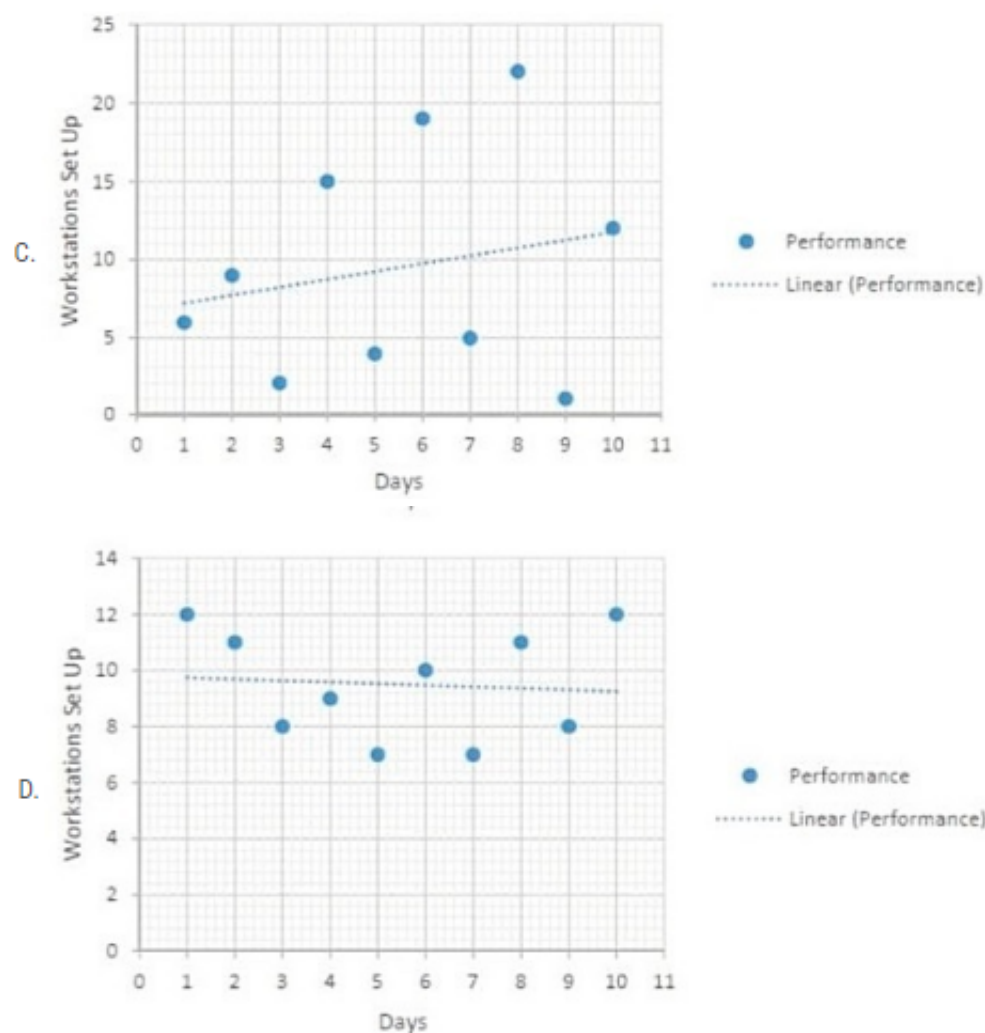 25
20
15
10
5
0
Workstations Set Up
C.
0 1 2 3 4 5 6 7 8 9 10 11
Days
Performance
Linear (Performance)
14
12
10
8
6
4
2
0
Workstations Set Up
D.
0 1 2 3 4 5 6 7 8 9 10 11
Days
Performance
Linear (Performance)